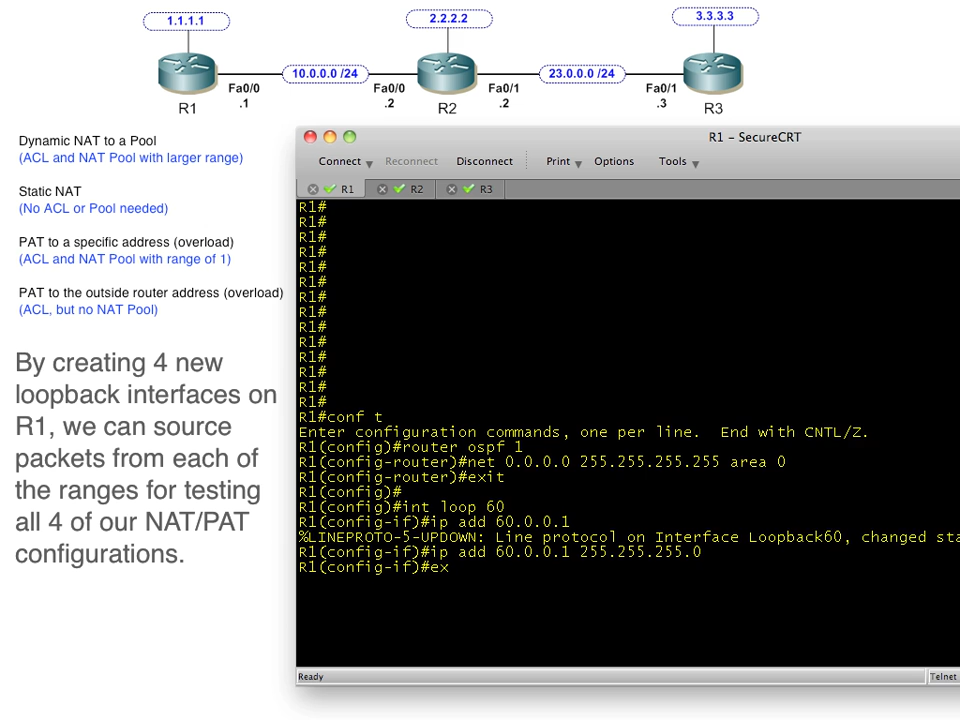 1.1.1.1
2.2.2.2
3.3.3.3
10.0.0.0 /24
23.0.0.0 /24
Fa0/0
.1
Fa0/0
.2
Fa0/1
.2
Fa0/1
.3
R1
R2
R3
Dynamic NAT to a Pool
(ACL and NAT Pool with larger range)
Static NAT
(No ACL or Pool needed)
PAT to a specific address (overload)
(ACL and NAT Pool with range of 1)
PAT to the outside router address (overload)
(ACL, but no NAT Pool)
By creating 4 new
loopback interfaces on
R1, we can source
packets from each of
the ranges for testing
all 4 of our NAT/PAT
configurations.
R1 – SecureCRT
Connect Reconnect Disconnect Print Options Tools
R1 R2 R3
R1#
R1#
R1#
R1#
R1#
R1#
R1#
R1#
R1#
R1#
R1#
R1#
R1#
R1#
R1#conf t
Enter configuration commands, one per line.  End with CNTL/Z.
R1(config)#router ospf 1
R1(config-router)#net 0.0.0.0 255.255.255.255 area 0
R1(config-router)#exit
R1(config)#
R1(config)#int loop 60
R1(config-if)#ip add 60.0.0.1
%LINEPROTO-5-UPDOWN: Line protocol on Interface Loopback60, changed sta
R1(config-if)#ip add 60.0.0.1 255.255.255.0
R1(config-if)#ex
Ready
Telnet